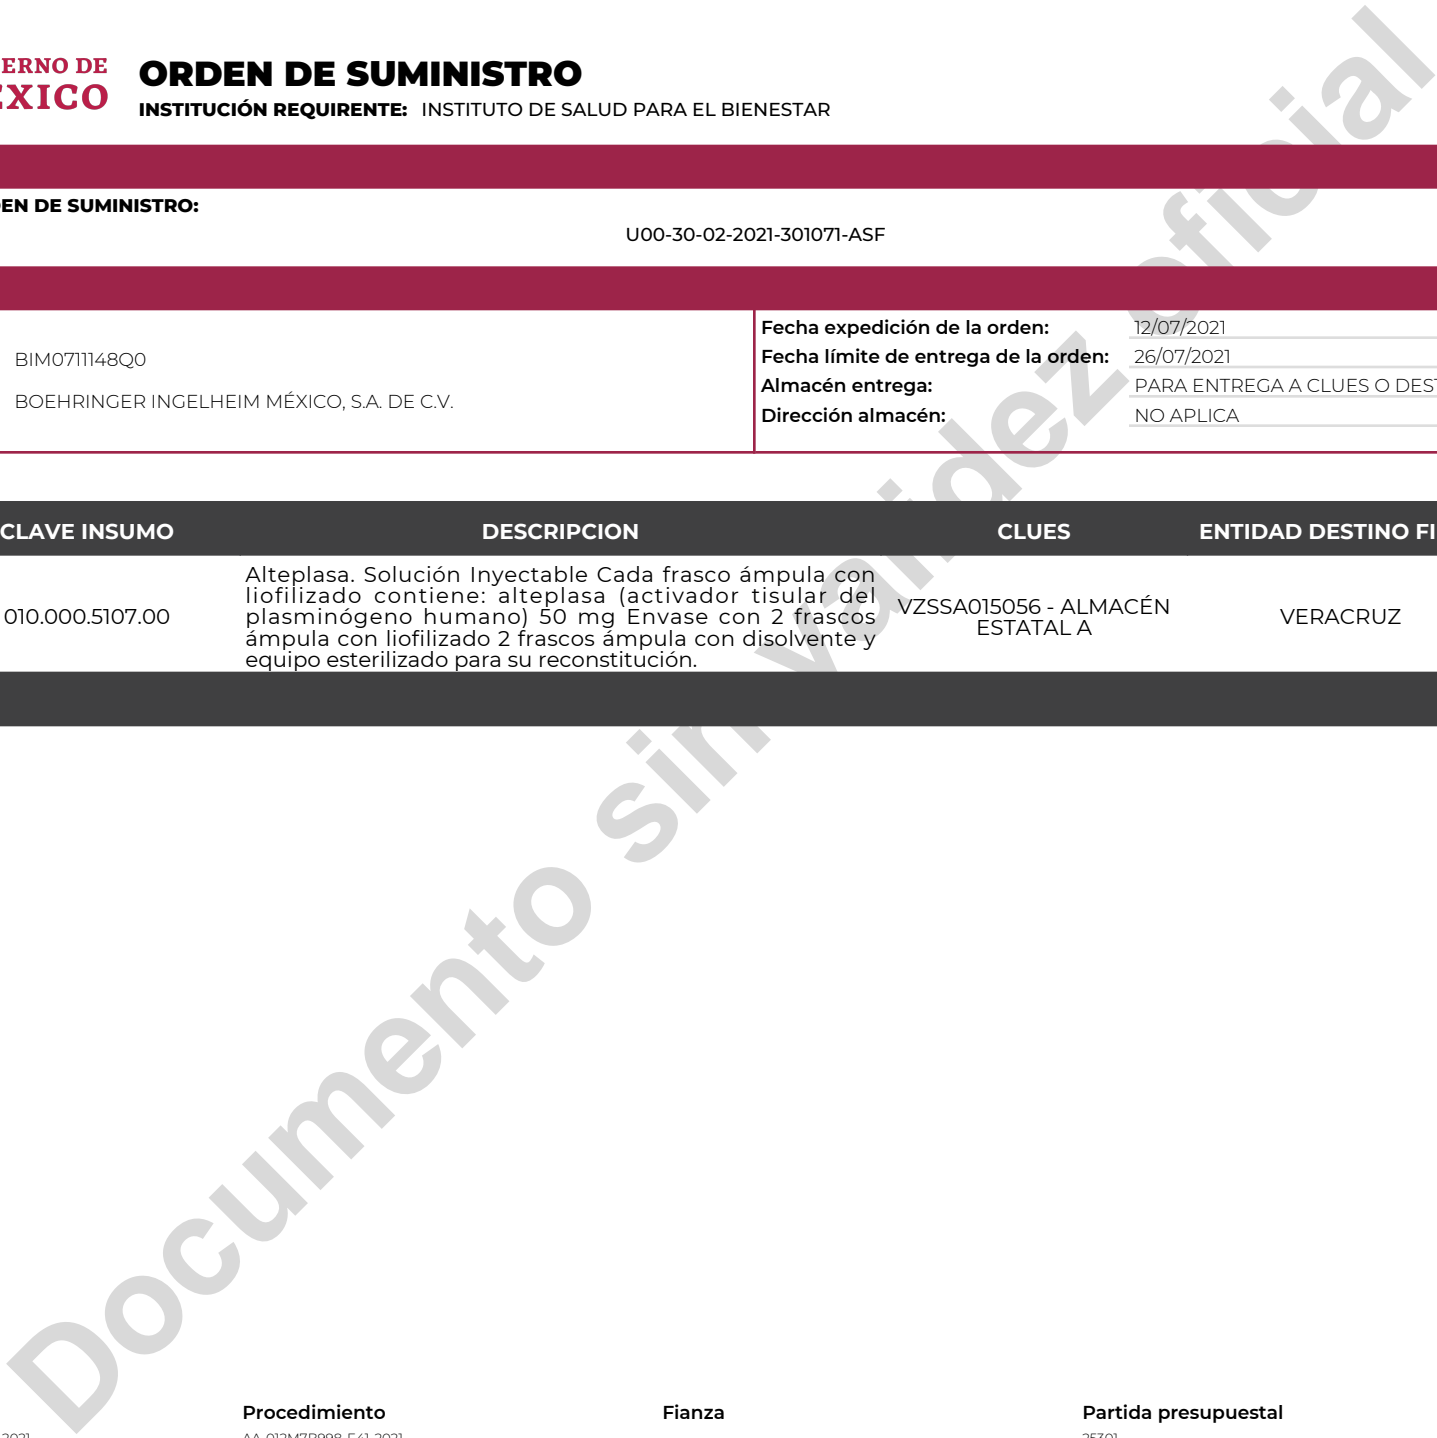 ERNO DE
ÉXICO
ORDEN DE SUMINISTRO
INSTITUCIÓN REQUIRENTE: INSTITUTO DE SALUD PARA EL BIENESTAR
EN DE SUMINISTRO:
U00-30-02-2021-301071-ASF
BIM0711148Q0
BOEHRINGER INGELHEIM MÉXICO, S.A. DE C.V.
Fecha expedición de la orden: 12/07/2021
Fecha límite de entrega de la orden: 26/07/2021
Almacén entrega: PARA ENTREGA A CLUES O DEST
Dirección almacén: NO APLICA
CLAVE INSUMO DESCRIPCION CLUES ENTIDAD DESTINO FI
010.000.5107.00
Alteplasa. Solución Inyectable Cada frasco ámpula con
liofilizado contiene: alteplasa (activador tisular del
plasminógeno humano) 50 mg Envase con 2 frascos
ámpula con liofilizado 2 frascos ámpula con disolvente y
equipo esterilizado para su reconstitución.
VZSSA015056 - ALMACÉN
ESTATAL A
VERACRUZ
Documento sin validez oficial
Procedimiento Fianza Partida presupuestal